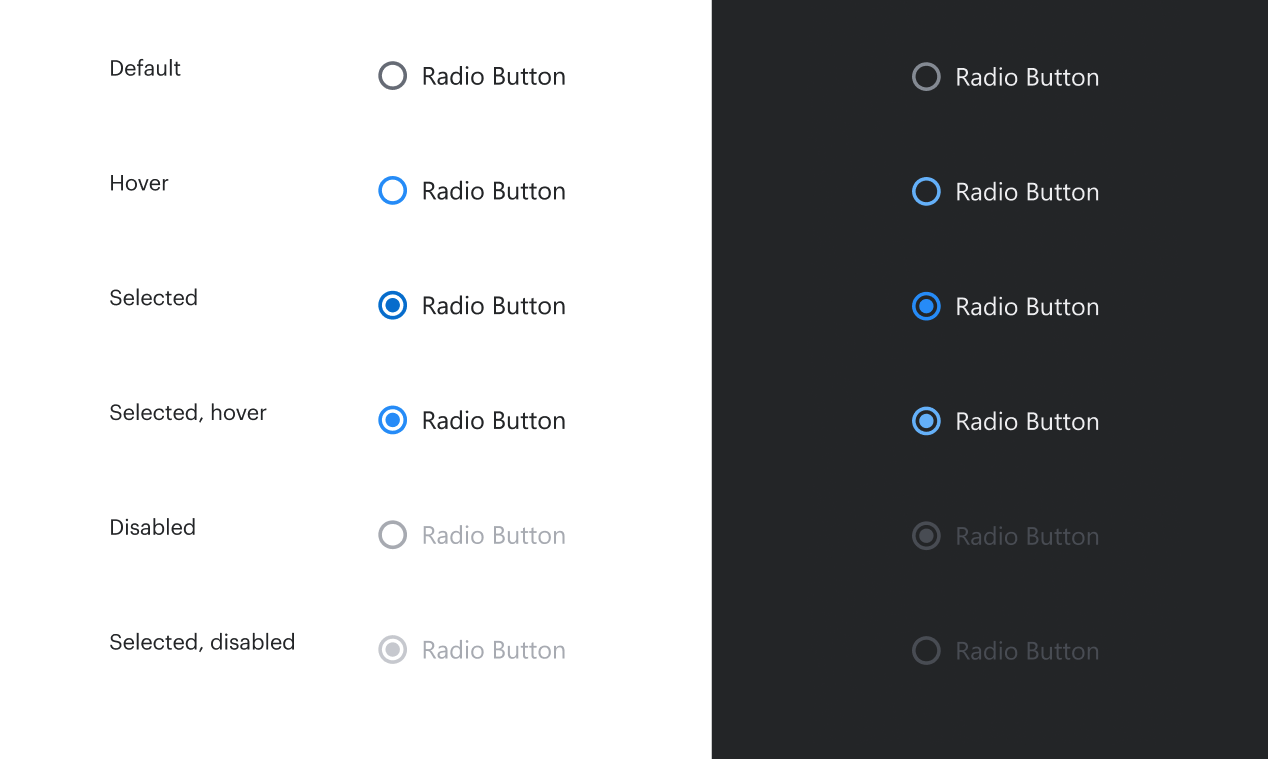 Default Radio Button Radio Button
Hover Radio Button Radio Button
Selected Radio Button Radio Button
Selected, hover Radio Button Radio Button
Disabled Radio Button Radio Button
Selected, disabled Radio Button Radio Button